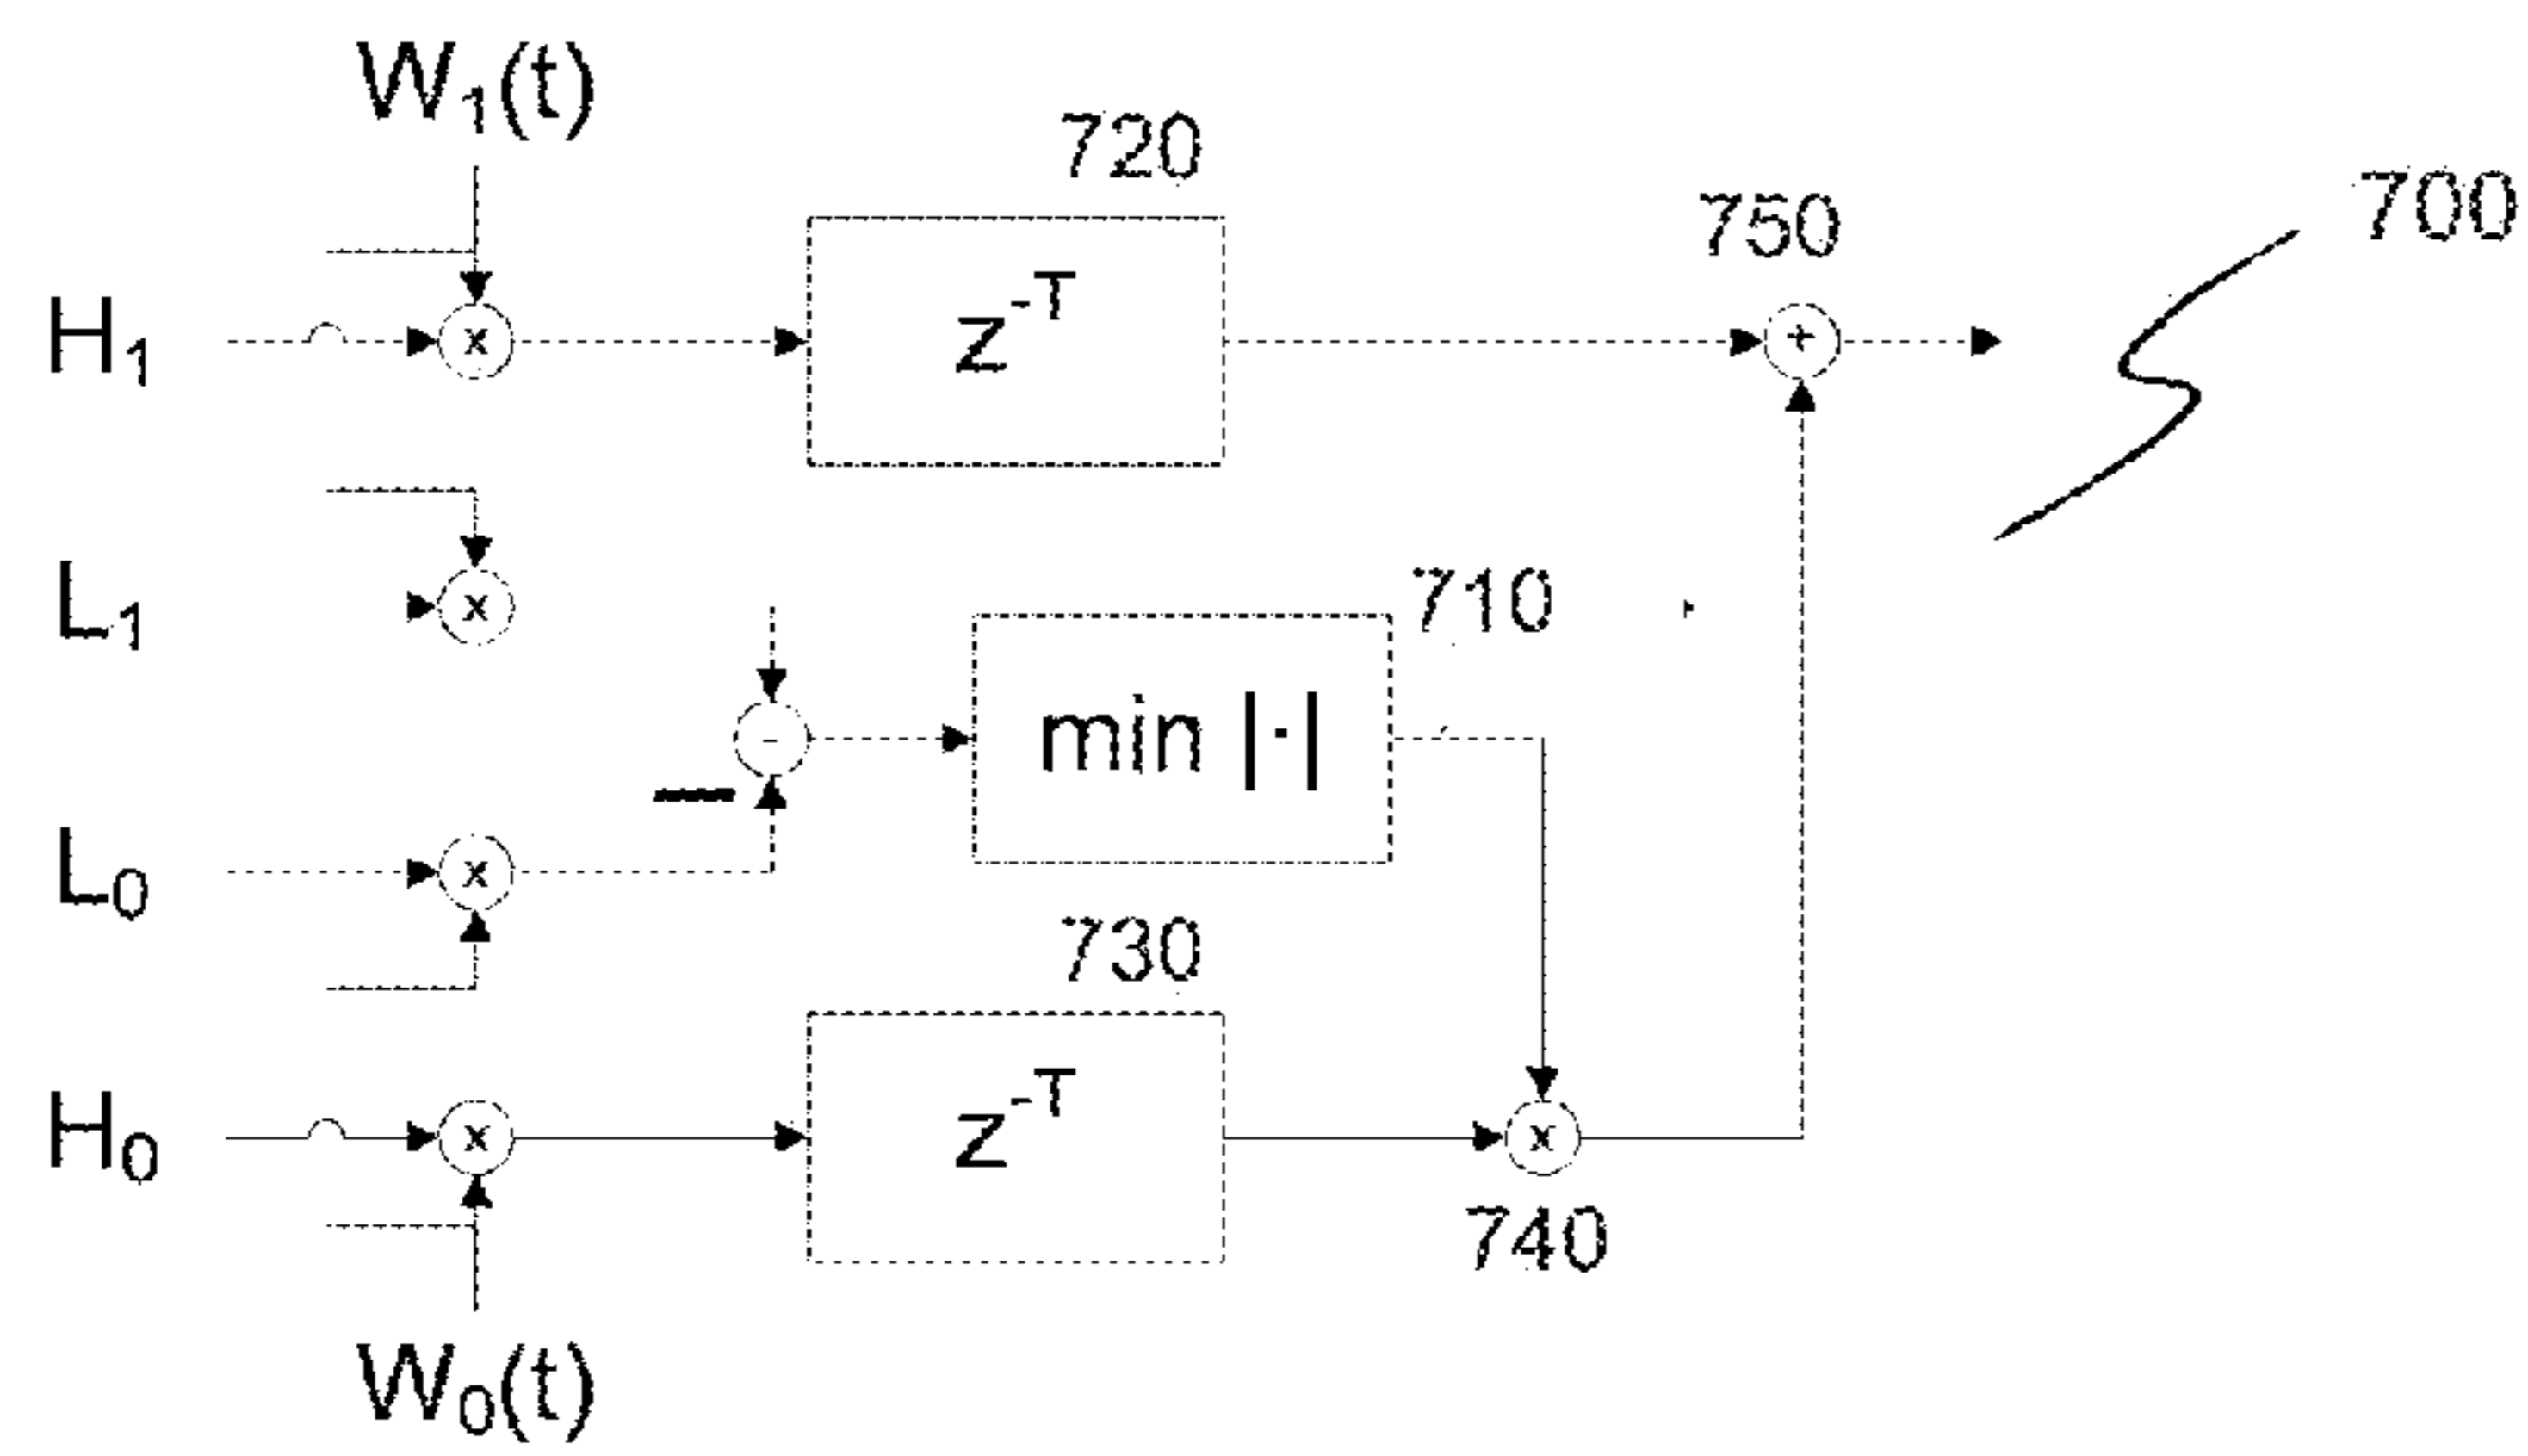 W₁(t)
720
750
700
H₁
x
z⁻ᵀ
+
L₁
x
710
-
min |·|
L₀
x
730
H₀
x
z⁻ᵀ
x
740
W₀(t)